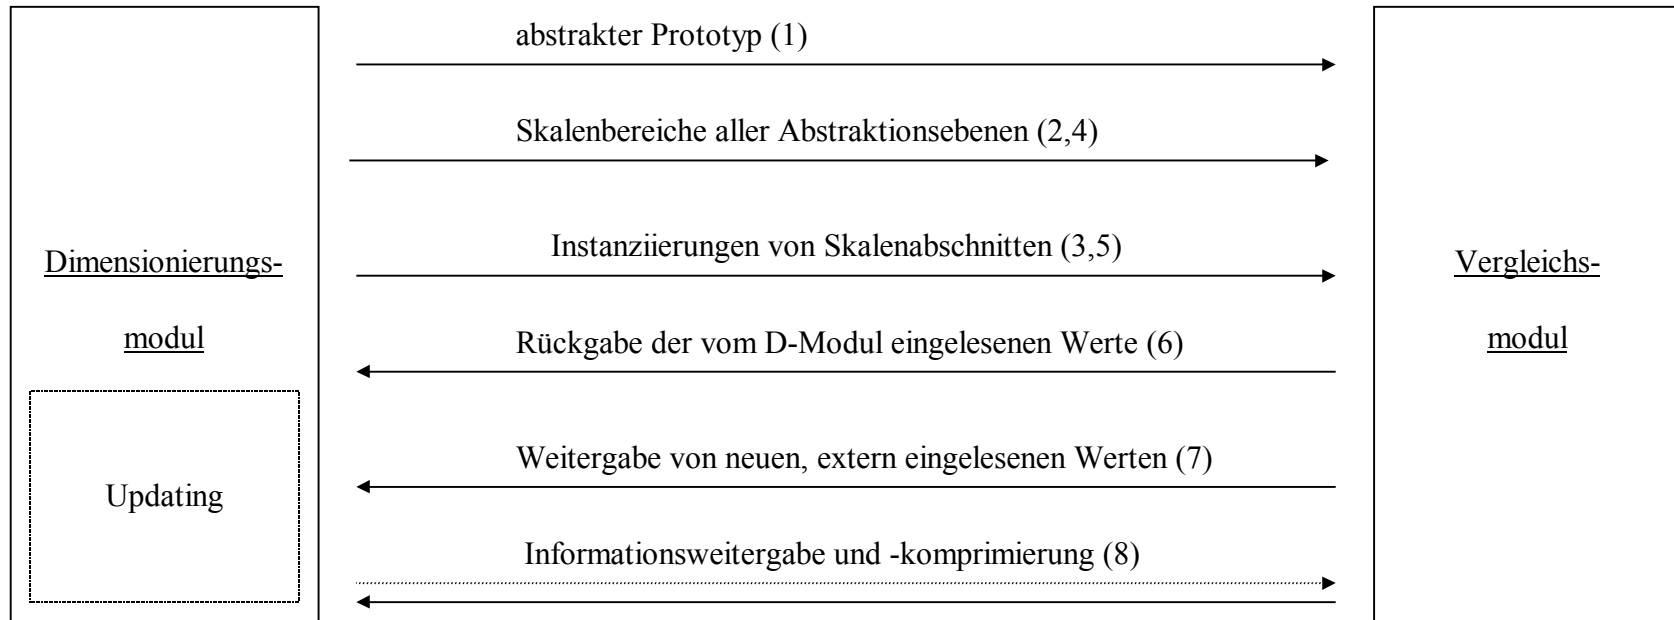 abstrakter Prototyp (1)
Skalenbereiche aller Abstraktionsebenen (2,4)
Instanziierungen von Skalenabschnitten (3,5)
Dimensionierungs-
modul
Vergleichs-
modul
Rückgabe der vom D-Modul eingelesenen Werte (6)
Weitergabe von neuen, extern eingelesenen Werten (7)
Updating
Informationsweitergabe und -komprimierung (8)